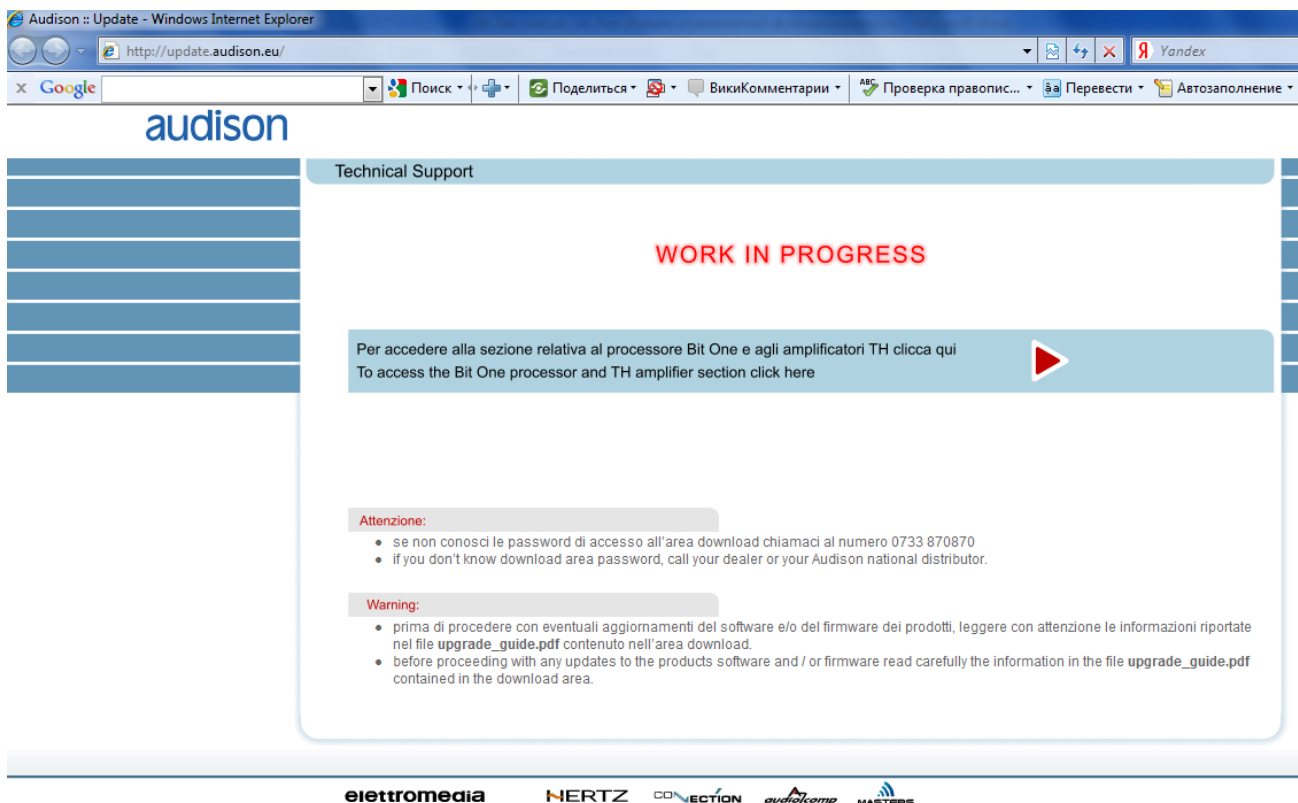 Audison :: Update - Windows Internet Explorer
http://update.audison.eu/
Yandex
x Google
Поиск
Поделиться
ВикиКомментарии
ABC Проверка правопис...
äa Перевести
Автозаполнение
audison
Technical Support
WORK IN PROGRESS
Per accedere alla sezione relativa al processore Bit One e agli amplificatori TH clicca qui
To access the Bit One processor and TH amplifier section click here
Attenzione:
se non conosci le password di accesso all'area download chiamaci al numero 0733 870870
if you don't know download area password, call your dealer or your Audison national distributor.
Warning:
prima di procedere con eventuali aggiornamenti del software e/o del firmware dei prodotti, leggere con attenzione le informazioni riportate
nel file upgrade_guide.pdf contenuto nell'area download.
before proceeding with any updates to the products software and / or firmware read carefully the information in the file upgrade_guide.pdf
contained in the download area.
elettromedia HERTZ CONNECTION audiocomp MASTERS